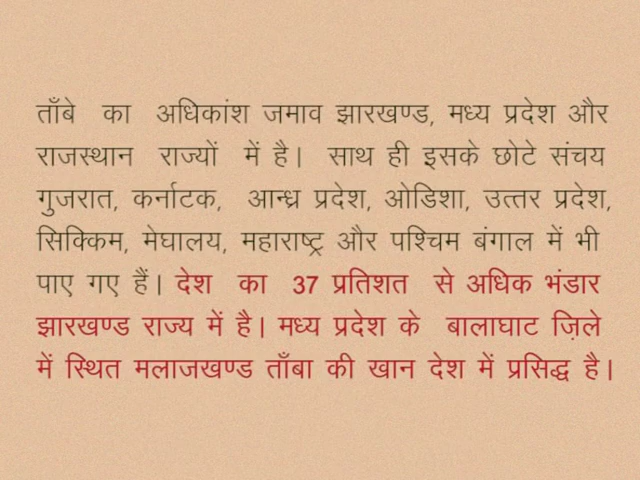 ताँबे का अधिकांश जमाव झारखण्ड, मध्य प्रदेश और
राजस्थान राज्यों में है। साथ ही इसके छोटे संचय
गुजरात, कर्नाटक, आन्ध्र प्रदेश, ओडिशा, उत्तर प्रदेश,
सिक्किम, मेघालय, महाराष्ट्र और पश्चिम बंगाल में भी
पाए गए हैं। देश का 37 प्रतिशत से अधिक भंडार
झारखण्ड राज्य में है। मध्य प्रदेश के बालाघाट ज़िले
में स्थित मलाजखण्ड ताँबा की खान देश में प्रसिद्ध है।